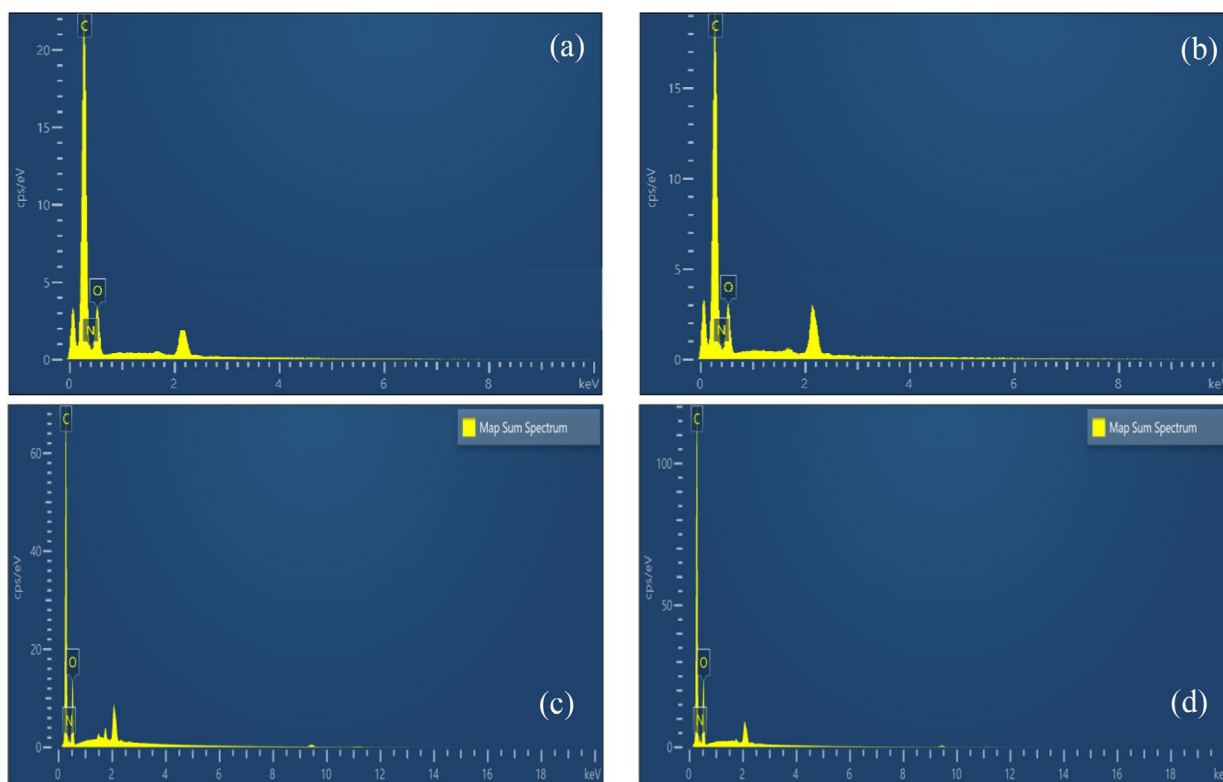 C
(a)
20
15
cps/eV
10
5
O
N
0
0 2 4 6 8 keV
C
(b)
15
cps/eV
10
5
O
N
0
0 2 4 6 8
C
Map Sum Spectrum
60
40
cps/eV
20
O
N
(c)
0
0 2 4 6 8 10 12 14 16 18 keV
C
Map Sum Spectrum
100
cps/eV
50
O
N
(d)
0
0 2 4 6 8 10 12 14 16 18 ke